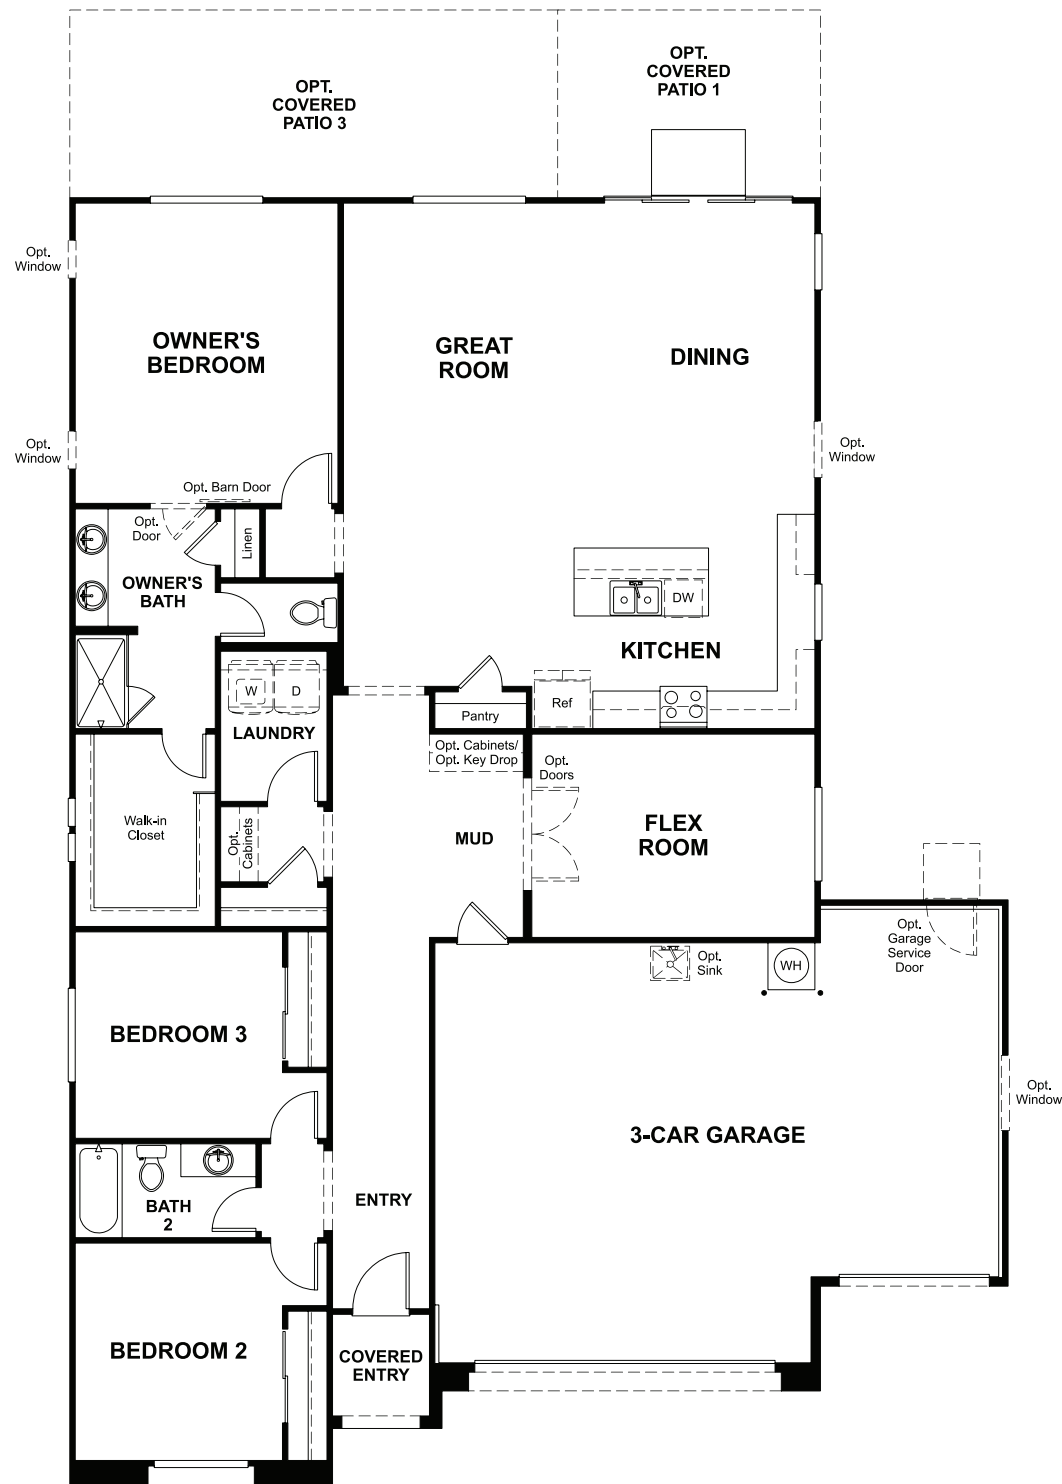 OPT.
COVERED
PATIO 3
OPT.
COVERED
PATIO 1
Opt.
Window
OWNER'S
BEDROOM
GREAT
ROOM
DINING
Opt.
Window
Opt.
Window
Opt. Barn Door
Opt.
Door
Linen
OWNER'S
BATH
DW
KITCHEN
W
D
LAUNDRY
Ref
Pantry
Opt. Cabinets/
Opt. Key Drop
Opt.
Doors
Walk-in
Closet
Opt.
Cabinets
MUD
FLEX
ROOM
Opt.
Garage
Service
Door
Opt.
Sink
WH
BEDROOM 3
Opt.
Window
3-CAR GARAGE
BATH
2
ENTRY
BEDROOM 2
COVERED
ENTRY